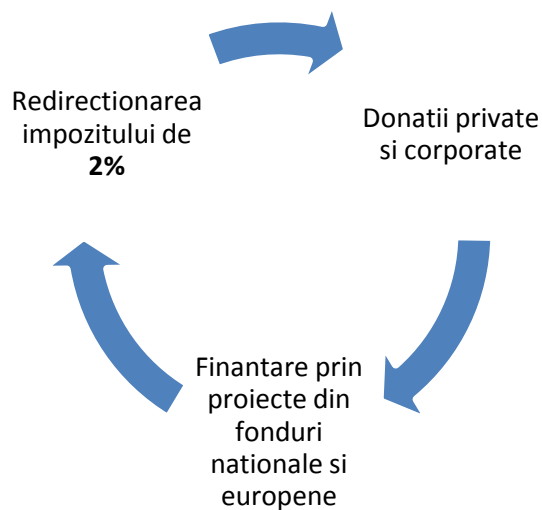 Redirectionarea
impozitului de
2%
Donatii private
si corporate
Finantare prin
proiecte din
fonduri
nationale si
europene